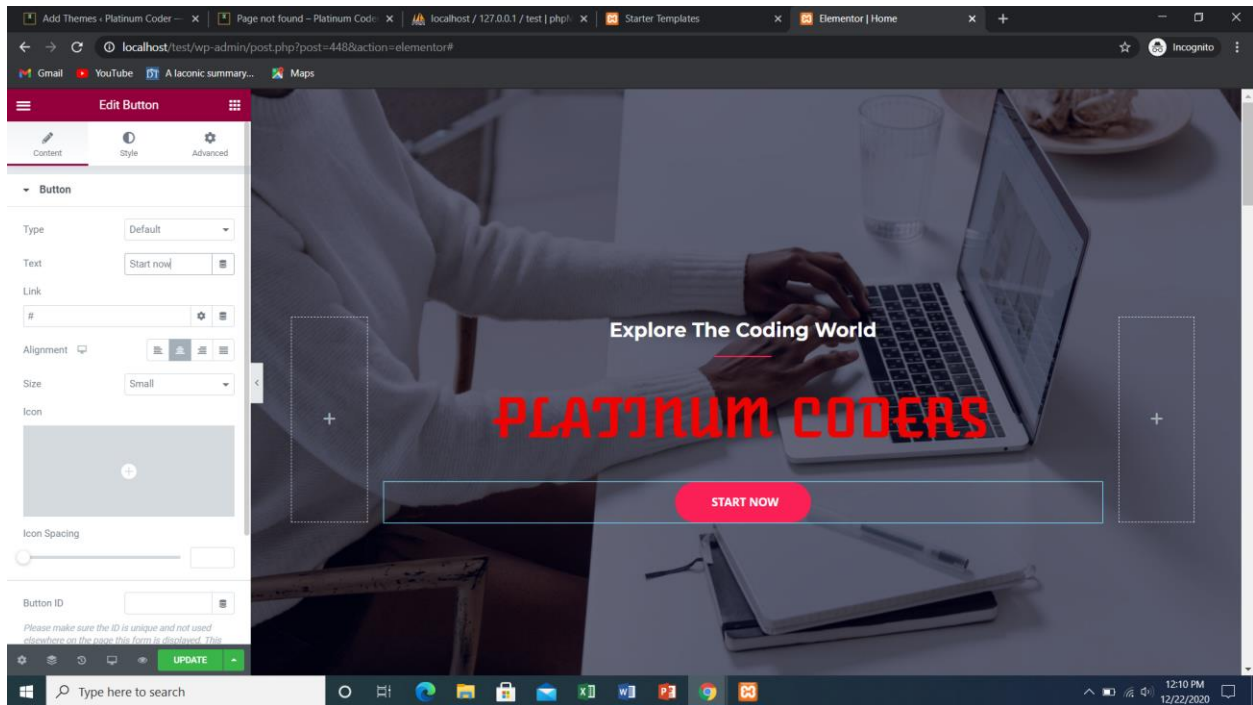 Add Themes ‹ Platinum Coder —
Page not found – Platinum Code
localhost / 127.0.0.1 / test | phpM
Starter Templates
Elementor | Home
localhost/test/wp-admin/post.php?post=448&action=elementor#
Incognito
Gmail
YouTube
A laconic summary...
Maps
Edit Button
Content
Style
Advanced
Button
Type
Default
Text
Start now
Link
#
Alignment
Size
Small
Icon
Icon Spacing
Button ID
Please make sure the ID is unique and not used
elsewhere on the page this form is displayed. This
UPDATE
Explore The Coding World
PLATINUM CODERS
START NOW
Type here to search
12:10 PM
12/22/2020